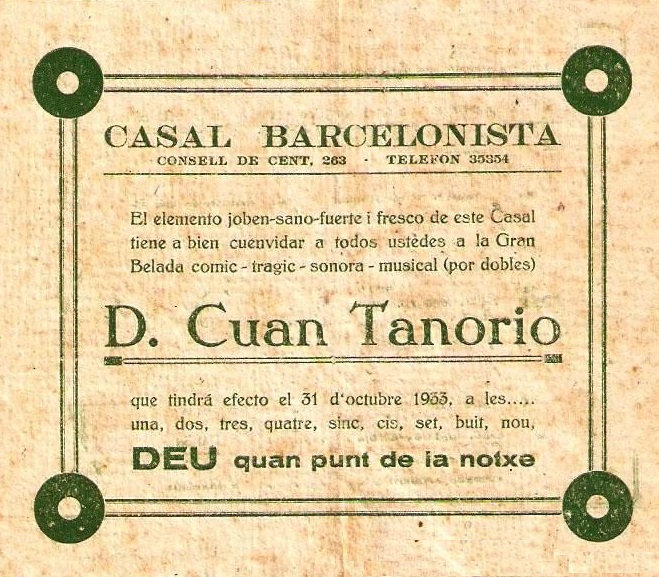 CASAL BARCELONISTA
CONSELL DE CENT, 263 - TELEFON 35354
El elemento joben-sano-fuerte i fresco de este Casal
tiene a bien cuenvidar a todos ustèdes a la Gran
Belada comic - tragic - sonora - musical (por dobles)
D. Cuan Tanorio
que tindrá efecto el 31 d'octubre 1933, a les.....
una, dos, tres, quatre, sinc, cis, set, buit, nou,
DEU quan punt de la notxe